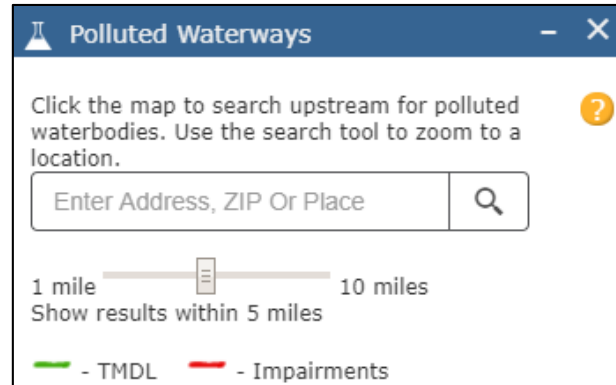 Polluted Waterways
Click the map to search upstream for polluted
waterbodies. Use the search tool to zoom to a
location.
Enter Address, ZIP Or Place
1 mile 10 miles
Show results within 5 miles
- TMDL - Impairments